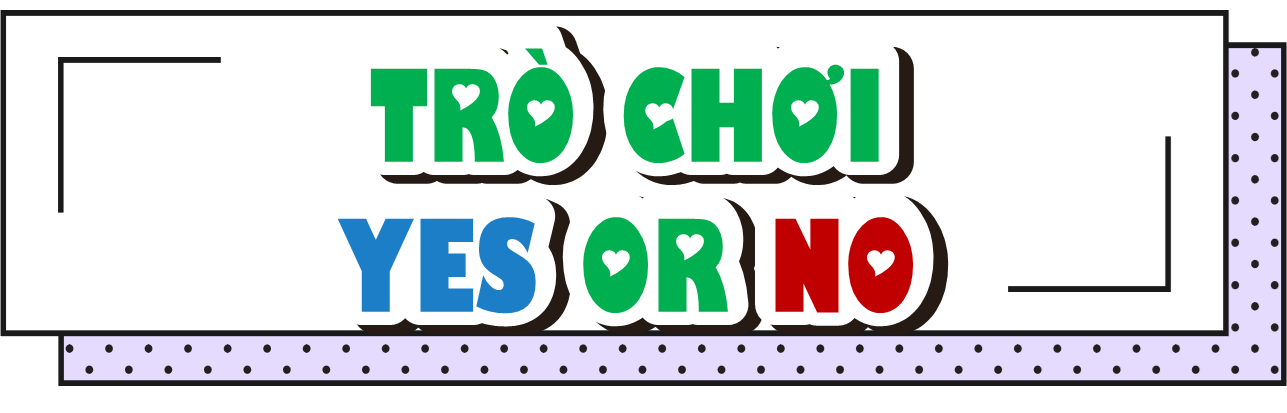 TRÒ CHƠI
YES OR NO